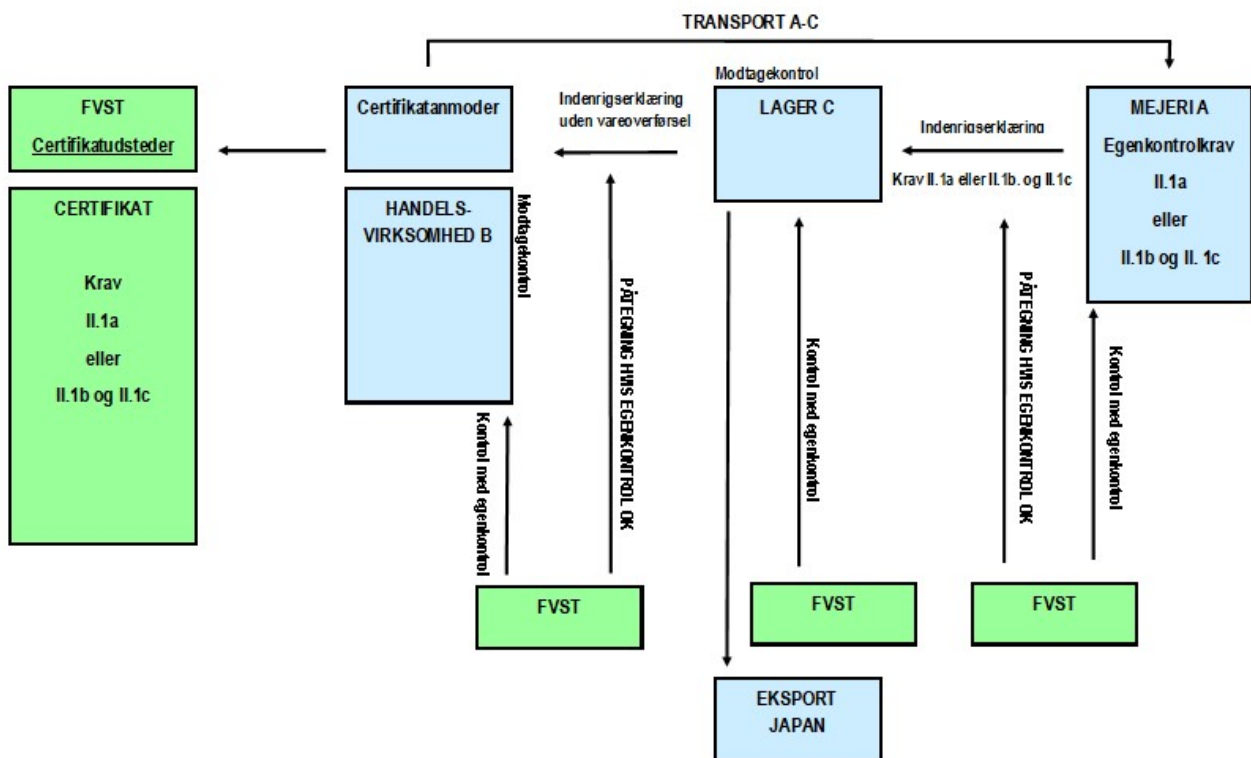 TRANSPORT A-C
FVST
Certifikatudsteder
CERTIFIKAT
Krav
II.1a
eller
II.1b og II.1c
Certifikatanmoder
HANDELS-
VIRKSOMHED B
Modtagekontrol
Kontrol med egenkontrol
Indenrigserklæring
uden vareoverførsel
PÅTEGNING HVIS EGENKONTROL OK
FVST
Modtagekontrol
LAGER C
Kontrol med egenkontrol
FVST
EKSPORT
JAPAN
Indenrigserklæring
Krav II.1a eller II.1b. og II.1c
PÅTEGNING HVIS EGENKONTROL OK
MEJERI A
Egenkontrolkrav
II.1a
eller
II.1b og II. 1c
Kontrol med egenkontrol
FVST